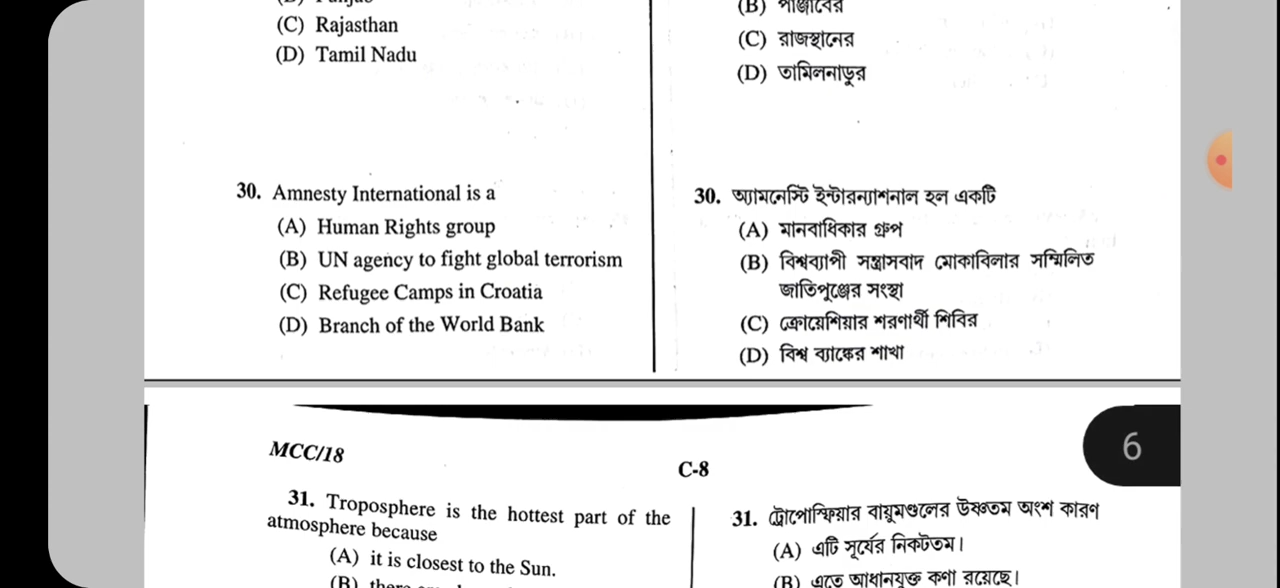 (C) Rajasthan
(D) Tamil Nadu
30. Amnesty International is a
(A) Human Rights group
(B) UN agency to fight global terrorism
(C) Refugee Camps in Croatia
(D) Branch of the World Bank
(B) পাঞ্জাবের
(C) রাজস্থানের
(D) তামিলনাড়ুর
30. অ্যামনেস্টি ইন্টারন্যাশনাল হল একটি
(A) মানবাধিকার গ্রুপ
(B) বিশ্বব্যাপী সন্ত্রাসবাদ মোকাবিলার সম্মিলিত
জাতিপুঞ্জের সংস্থা
(C) ক্রোয়েশিয়ার শরণার্থী শিবির
(D) বিশ্ব ব্যাঙ্কের শাখা
6
MCC/18
C-8
31. Troposphere is the hottest part of the
atmosphere because
(A) it is closest to the Sun.
31. ট্রোপোস্ফিয়ার বায়ুমণ্ডলের উষ্ণতম অংশ কারণ
(A) এটি সূর্যের নিকটতম।
(B) এতে আধানযুক্ত কণা রয়েছে।